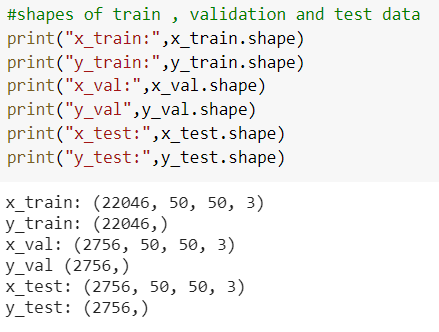 #shapes of train , validation and test data
print("x_train:",x_train.shape)
print("y_train:",y_train.shape)
print("x_val:",x_val.shape)
print("y_val",y_val.shape)
print("x_test:",x_test.shape)
print("y_test:",y_test.shape)
x_train: (22046, 50, 50, 3)
y_train: (22046,)
x_val: (2756, 50, 50, 3)
y_val (2756,)
x_test: (2756, 50, 50, 3)
y_test: (2756,)